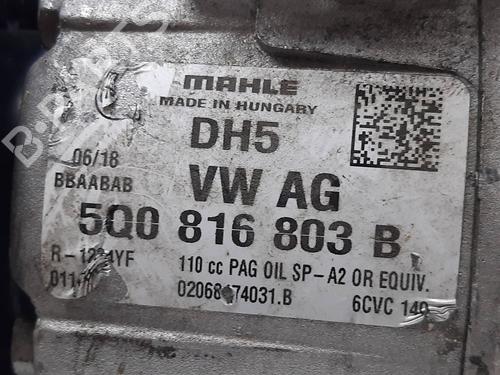 MAHLE
MADE IN HUNGARY
DH5
06/18
BBAABAB
VW AG
5Q0 816 803 B
110 cc PAG OIL SP-A2 OR EQUIV.
6CVC 140